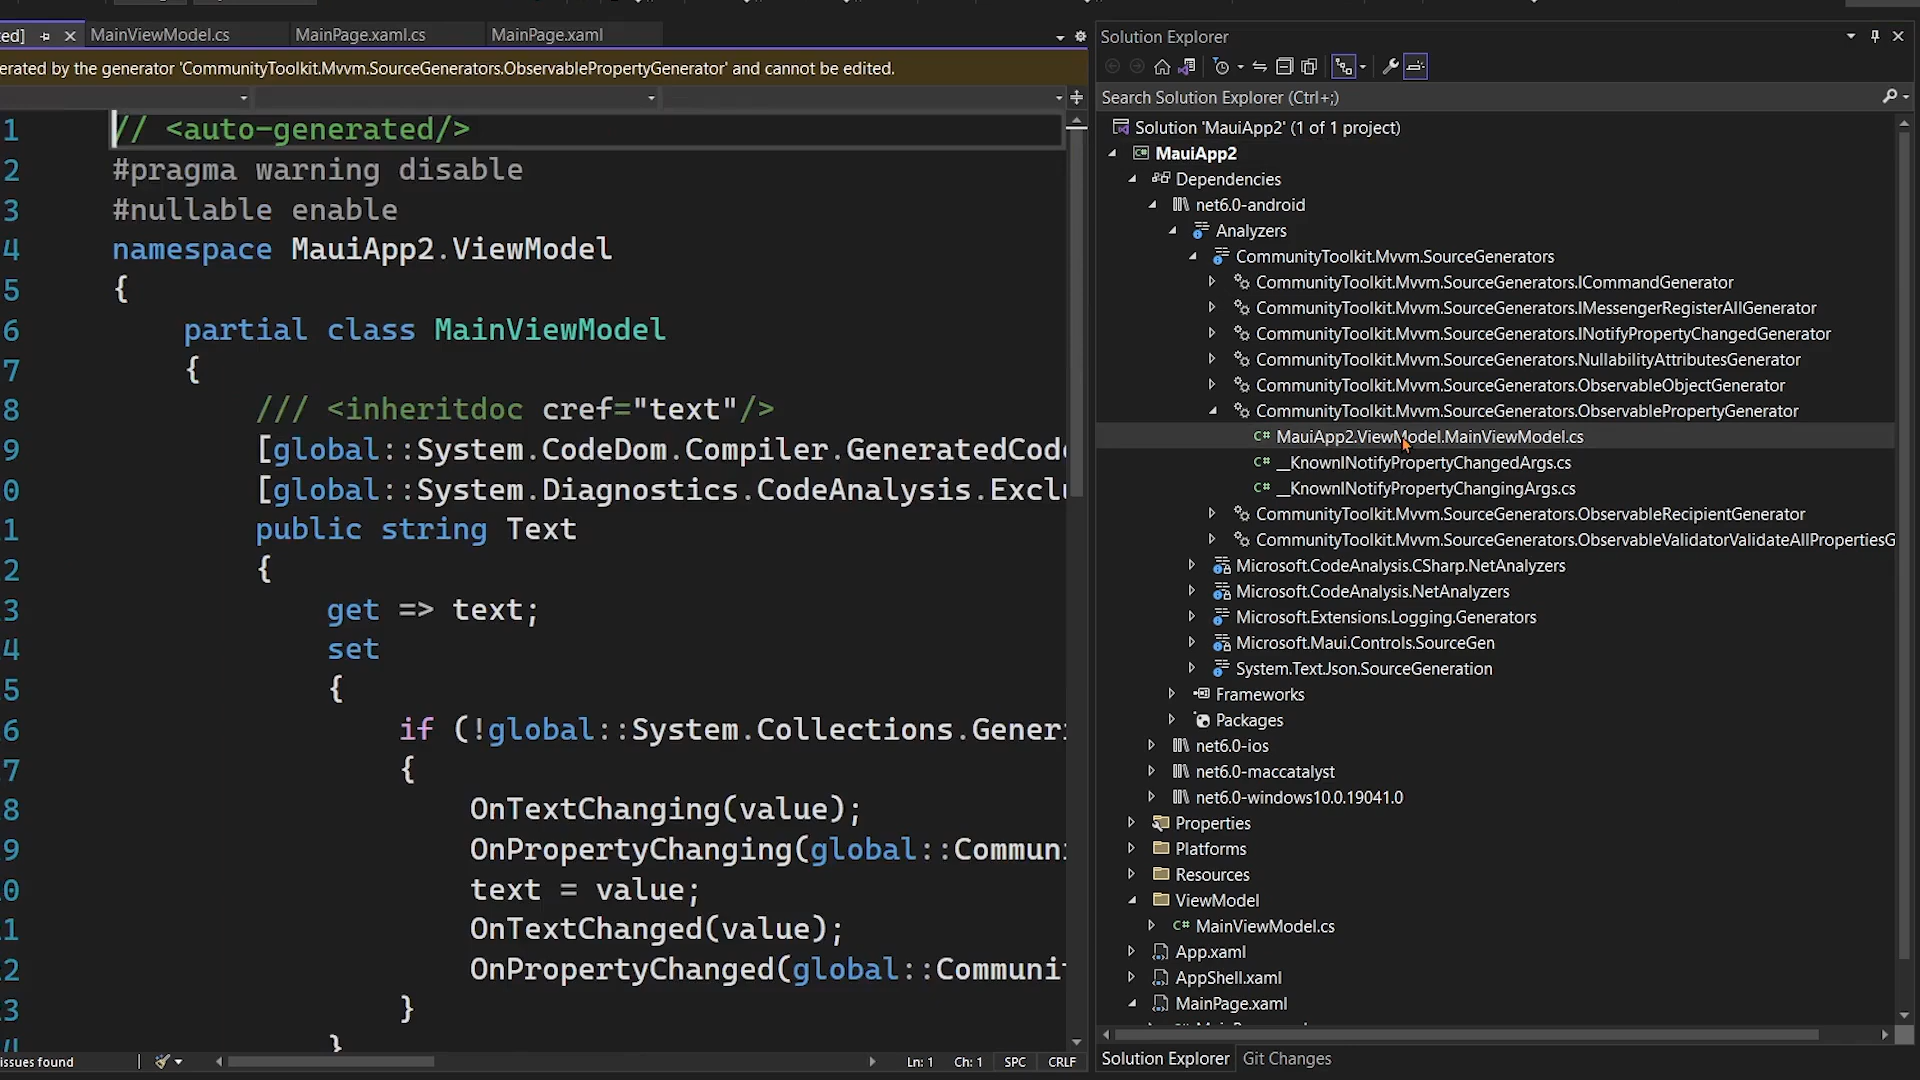 ed]
MainViewModel.cs
MainPage.xaml.cs
MainPage.xaml
erated by the generator 'CommunityToolkit.Mvvm.SourceGenerators.ObservablePropertyGenerator' and cannot be edited.
1 // <auto-generated/>
2 #pragma warning disable
3 #nullable enable
4 namespace MauiApp2.ViewModel
5 {
6 partial class MainViewModel
7 {
8 /// <inheritdoc cref="text"/>
9 [global::System.CodeDom.Compiler.GeneratedCod
0 [global::System.Diagnostics.CodeAnalysis.Excl
1 public string Text
2 {
3 get => text;
4 set
5 {
6 if (!global::System.Collections.Gener
7 {
8 OnTextChanging(value);
9 OnPropertyChanging(global::Commun
0 text = value;
1 OnTextChanged(value);
2 OnPropertyChanged(global::Communi
3 }
4 }
issues found
Ln: 1
Ch: 1
SPC
CRLF
Solution Explorer
Search Solution Explorer (Ctrl+;)
Solution 'MauiApp2' (1 of 1 project)
MauiApp2
Dependencies
net6.0-android
Analyzers
CommunityToolkit.Mvvm.SourceGenerators
CommunityToolkit.Mvvm.SourceGenerators.ICommandGenerator
CommunityToolkit.Mvvm.SourceGenerators.IMessengerRegisterAllGenerator
CommunityToolkit.Mvvm.SourceGenerators.INotifyPropertyChangedGenerator
CommunityToolkit.Mvvm.SourceGenerators.NullabilityAttributesGenerator
CommunityToolkit.Mvvm.SourceGenerators.ObservableObjectGenerator
CommunityToolkit.Mvvm.SourceGenerators.ObservablePropertyGenerator
C# MauiApp2.ViewModel.MainViewModel.cs
C# __KnownINotifyPropertyChangedArgs.cs
C# __KnownINotifyPropertyChangingArgs.cs
CommunityToolkit.Mvvm.SourceGenerators.ObservableRecipientGenerator
CommunityToolkit.Mvvm.SourceGenerators.ObservableValidatorValidateAllPropertiesG
Microsoft.CodeAnalysis.CSharp.NetAnalyzers
Microsoft.CodeAnalysis.NetAnalyzers
Microsoft.Extensions.Logging.Generators
Microsoft.Maui.Controls.SourceGen
System.Text.Json.SourceGeneration
Frameworks
Packages
net6.0-ios
net6.0-maccatalyst
net6.0-windows10.0.19041.0
Properties
Platforms
Resources
ViewModel
C# MainViewModel.cs
App.xaml
AppShell.xaml
MainPage.xaml
Solution Explorer
Git Changes